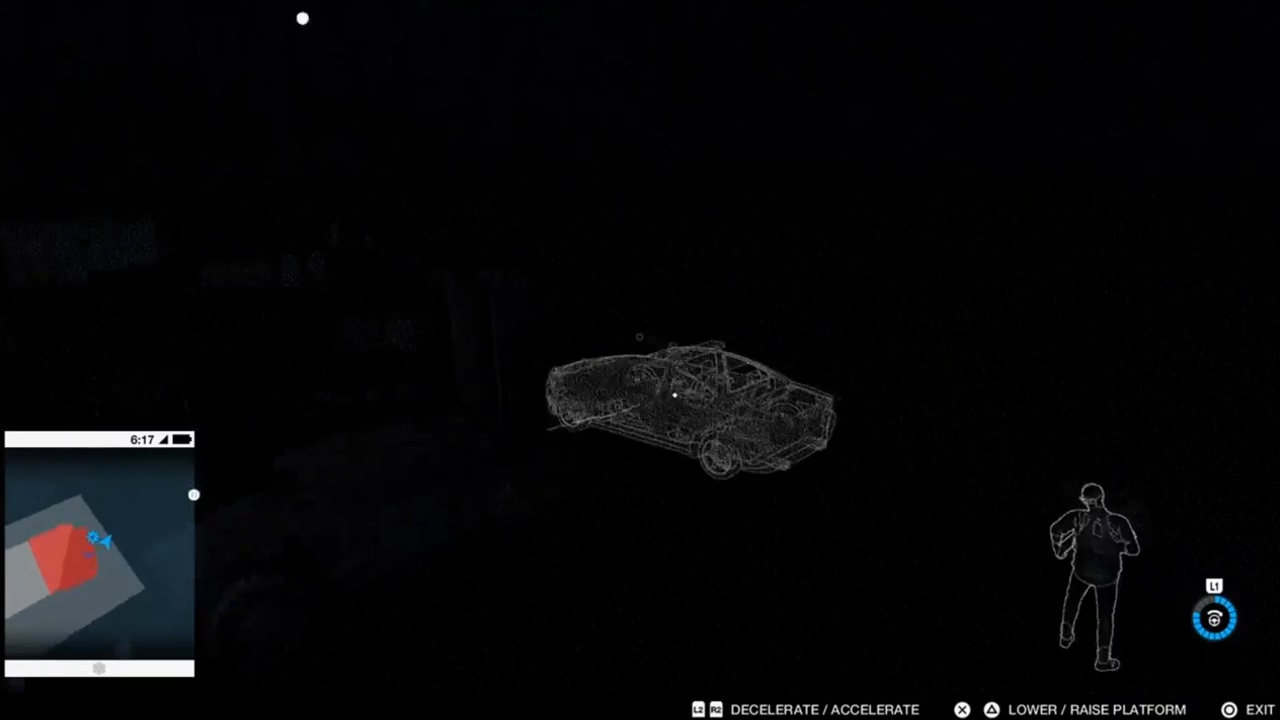 6:17
L1
L2 R2 DECELERATE / ACCELERATE LOWER / RAISE PLATFORM EXIT